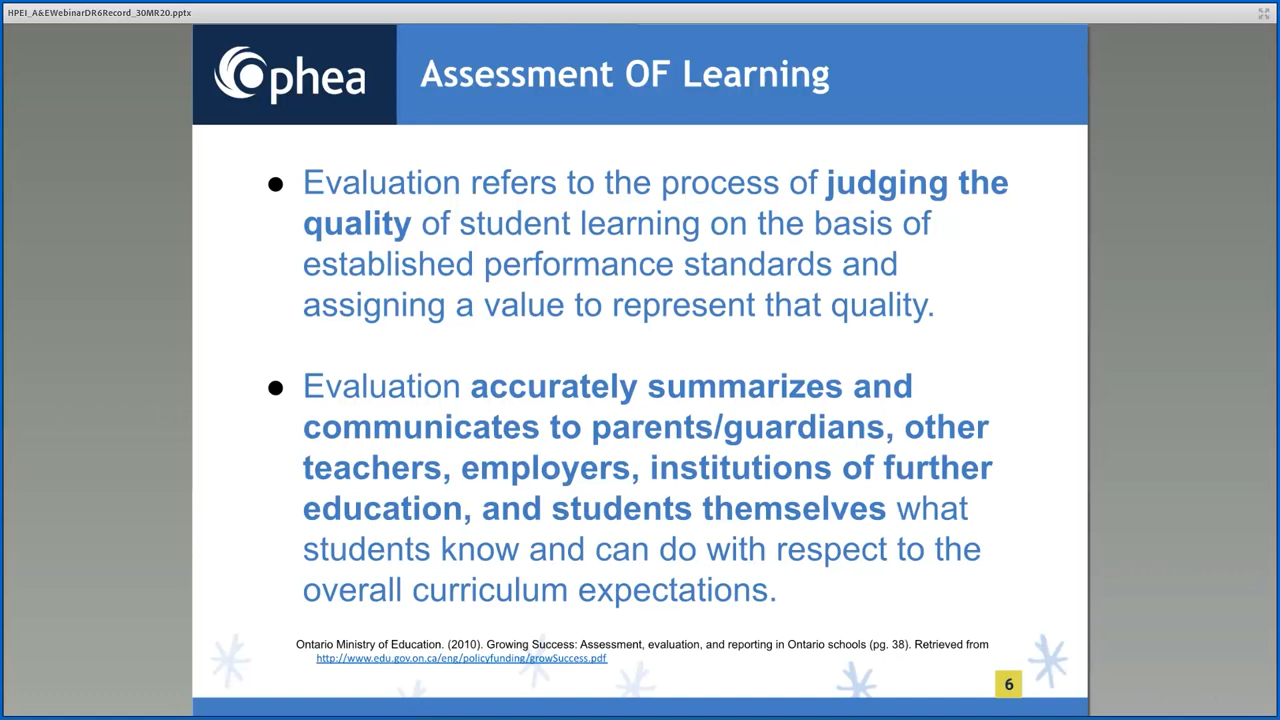 HPEI_A&EWebinarDR6Record_30MR20.pptx
Ophea
Assessment OF Learning
● Evaluation refers to the process of judging the
quality of student learning on the basis of
established performance standards and
assigning a value to represent that quality.
● Evaluation accurately summarizes and
communicates to parents/guardians, other
teachers, employers, institutions of further
education, and students themselves what
students know and can do with respect to the
overall curriculum expectations.
Ontario Ministry of Education. (2010). Growing Success: Assessment, evaluation, and reporting in Ontario schools (pg. 38). Retrieved from
http://www.edu.gov.on.ca/eng/policyfunding/growSuccess.pdf
6